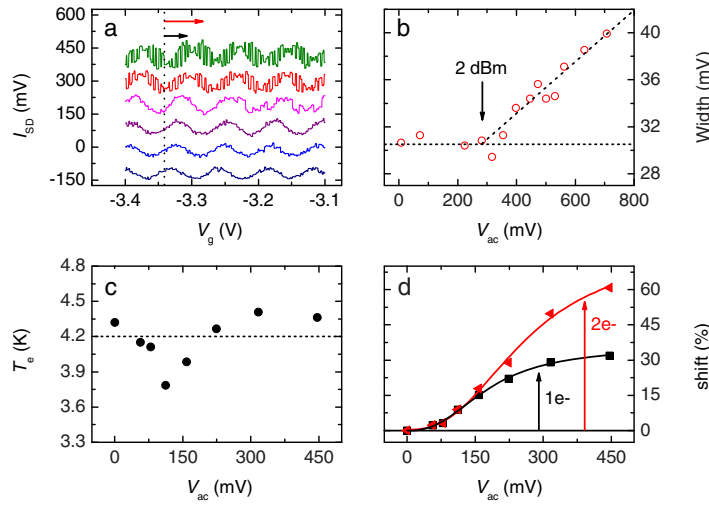 a
600
450
300
150
0
-150
I_SD (mV)
-3.4 -3.3 -3.2 -3.1
V_g (V)
b
2 dBm
40
36
32
28
Width (mV)
0 200 400 600 800
V_ac (mV)
c
4.8
4.5
4.2
3.9
3.6
3.3
T_e (K)
0 150 300 450
V_ac (mV)
d
2e-
1e-
60
45
30
15
0
shift (%)
0 150 300 450
V_ac (mV)